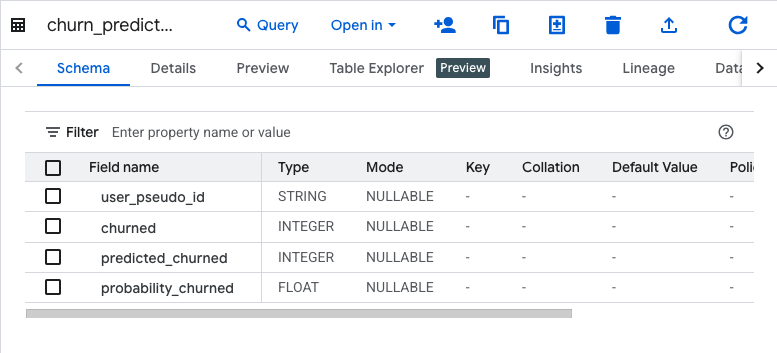 churn_predict... Query Open in
Schema Details Preview Table Explorer Preview Insights Lineage Data
Filter Enter property name or value
Field name Type Mode Key Collation Default Value Poli
user_pseudo_id STRING NULLABLE - - - -
churned INTEGER NULLABLE - - - -
predicted_churned INTEGER NULLABLE - - - -
probability_churned FLOAT NULLABLE - - - -